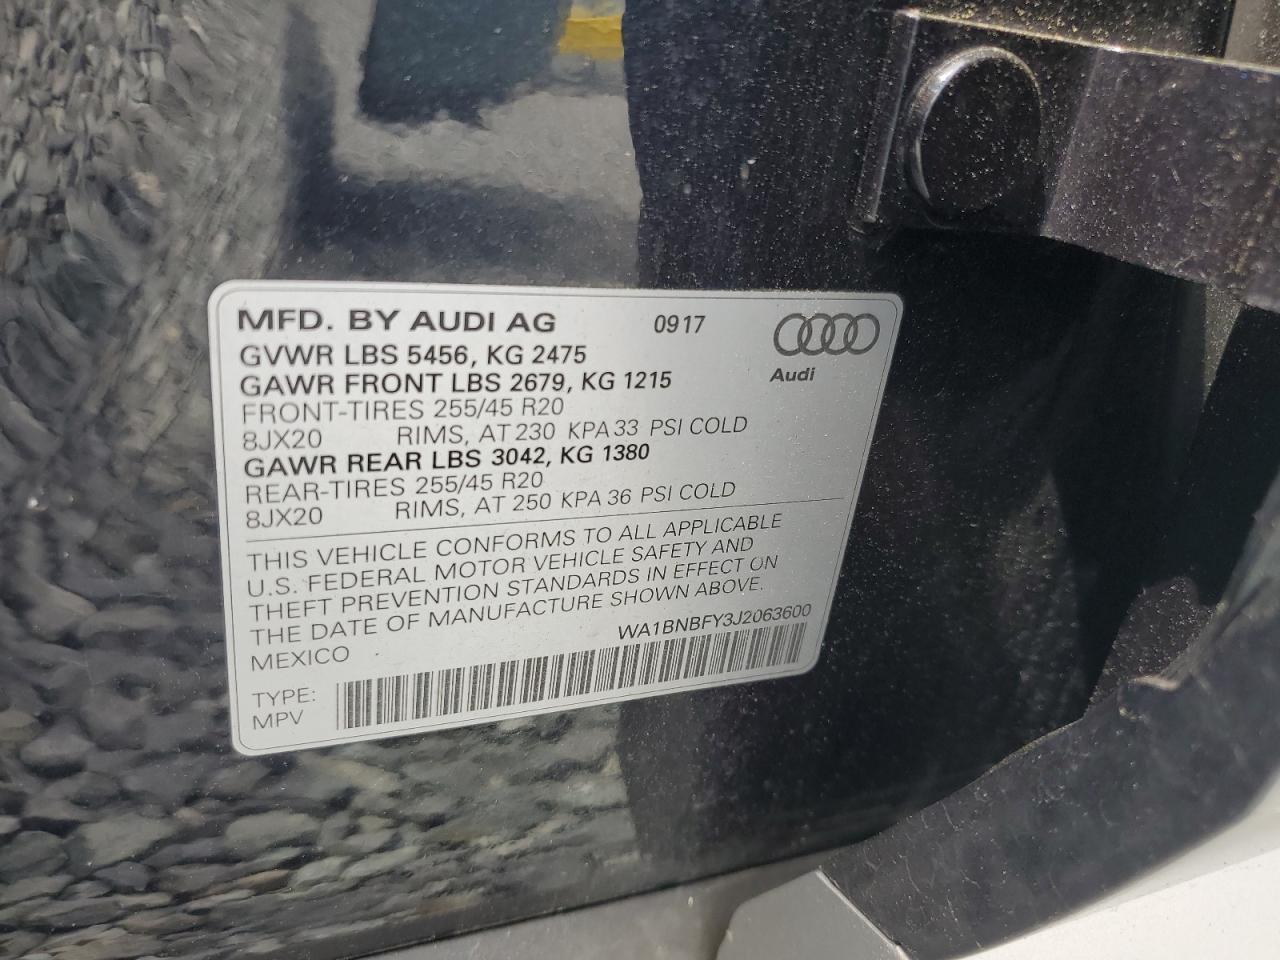 MFD. BY AUDI AG 0917
Audi
GVWR LBS 5456, KG 2475
GAWR FRONT LBS 2679, KG 1215
FRONT-TIRES 255/45 R20
8JX20 RIMS, AT 230 KPA 33 PSI COLD
GAWR REAR LBS 3042, KG 1380
REAR-TIRES 255/45 R20
8JX20 RIMS, AT 250 KPA 36 PSI COLD
THIS VEHICLE CONFORMS TO ALL APPLICABLE
U.S. FEDERAL MOTOR VEHICLE SAFETY AND
THEFT PREVENTION STANDARDS IN EFFECT ON
THE DATE OF MANUFACTURE SHOWN ABOVE.
MEXICO WA1BNBFY3J2063600
TYPE:
MPV